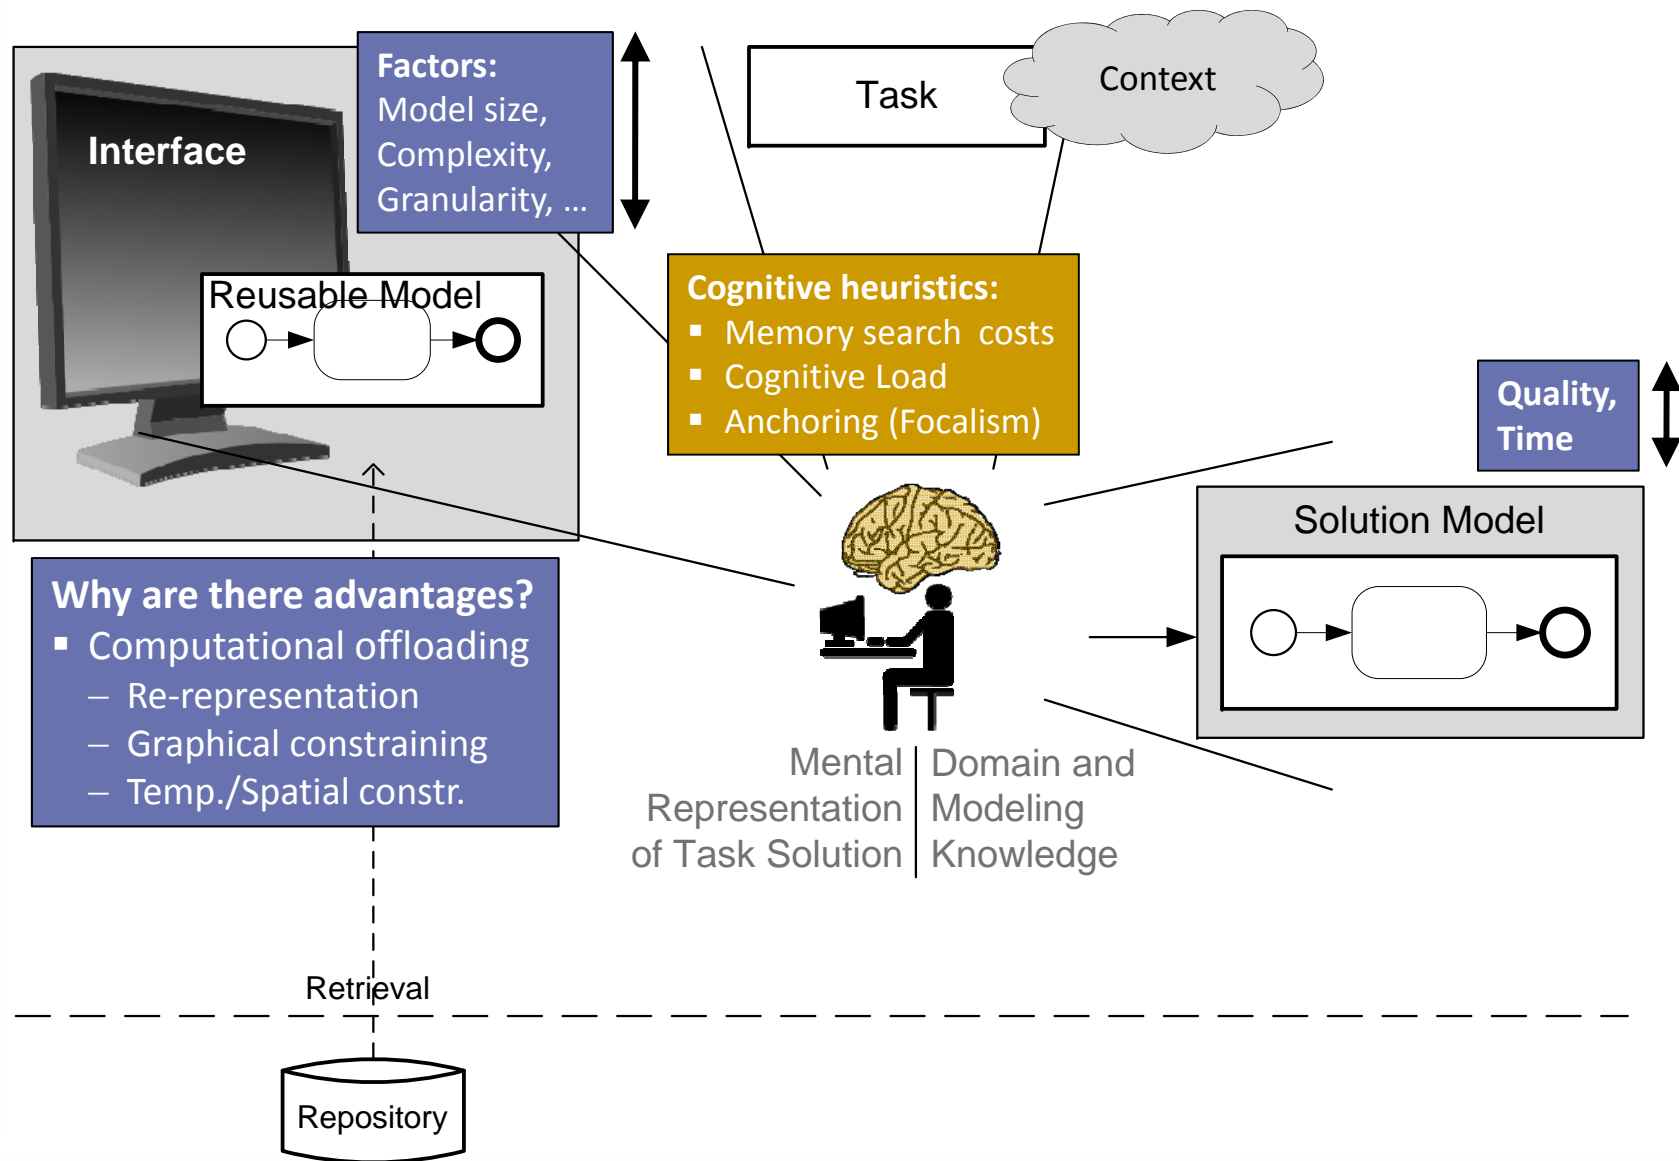 Factors:
Model size,
Complexity,
Granularity, ...
Task
Context
Interface
Reusable Model
Cognitive heuristics:
▪ Memory search costs
▪ Cognitive Load
▪ Anchoring (Focalism)
Quality,
Time
Solution Model
Why are there advantages?
▪ Computational offloading
– Re-representation
– Graphical constraining
– Temp./Spatial constr.
Mental
Representation
of Task Solution
Domain and
Modeling
Knowledge
Retrieval
Repository